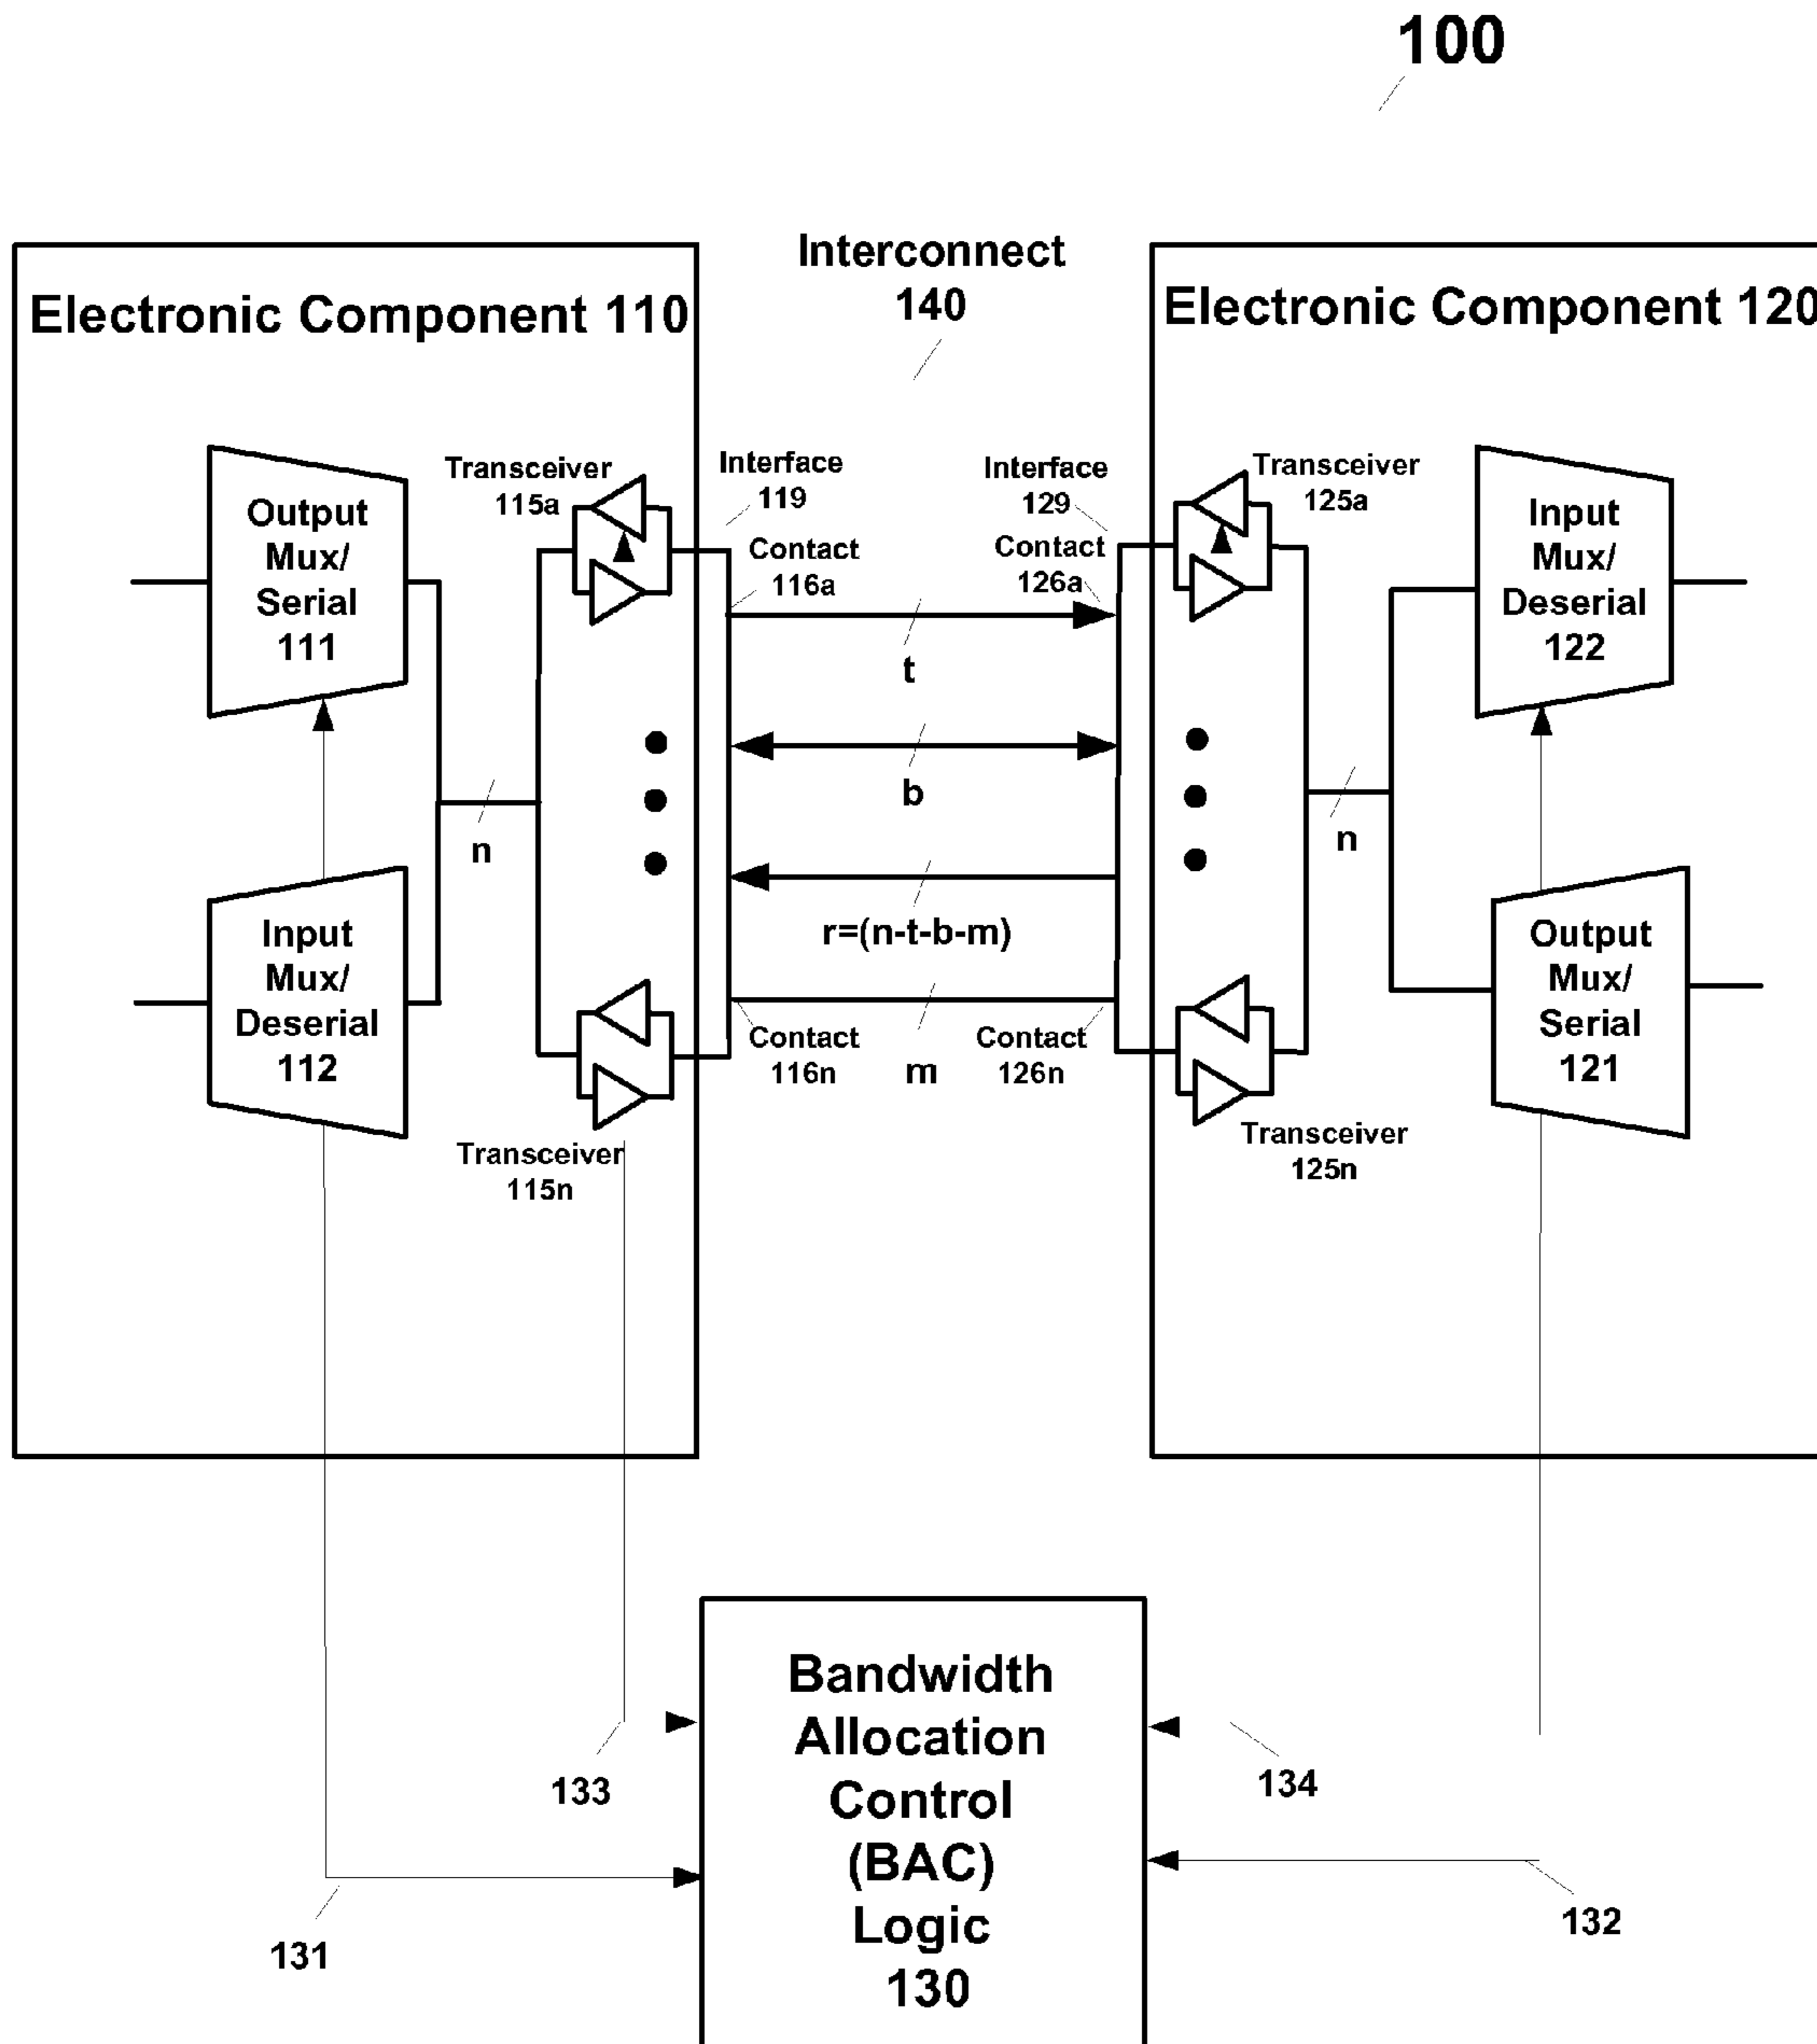 100
Interconnect
140
Electronic Component 110
Electronic Component 120
Output
Mux/
Serial
111
Transceiver
115a
Interface
119
Contact
116a
Interface
129
Contact
126a
Transceiver
125a
Input
Mux/
Deserial
122
t
b
n
n
r=(n-t-b-m)
Input
Mux/
Deserial
112
Output
Mux/
Serial
121
Contact
116n
m
Contact
126n
Transceiver
115n
Transceiver
125n
Bandwidth
Allocation
Control
(BAC)
Logic
130
133
134
131
132